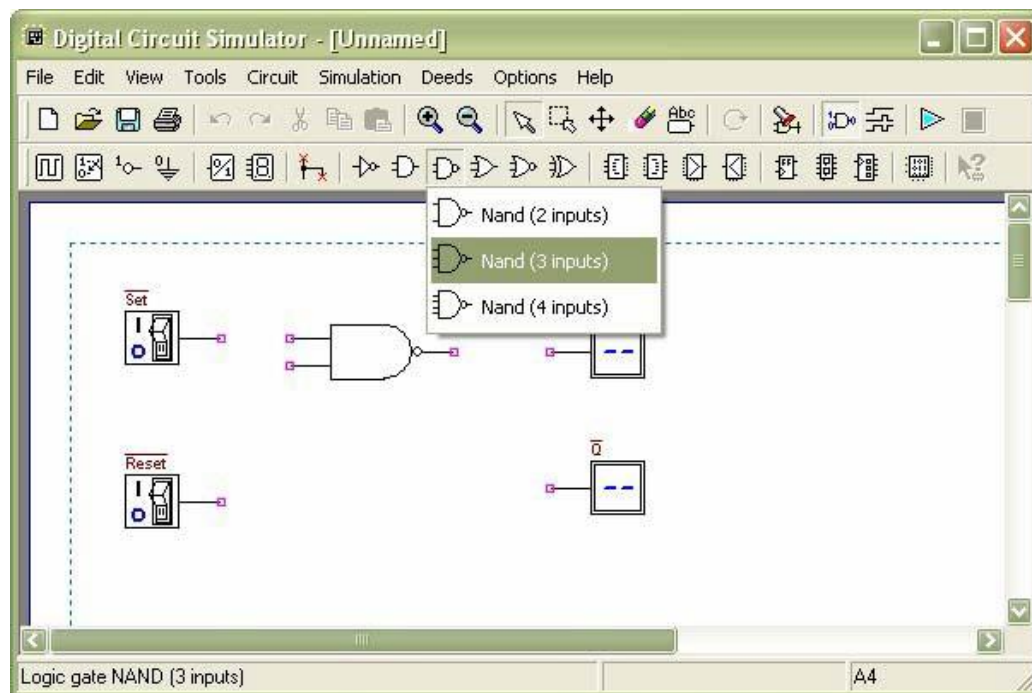 Digital Circuit Simulator - [Unnamed]
File Edit View Tools Circuit Simulation Deeds Options Help
Abc
Nand (2 inputs)
Nand (3 inputs)
Nand (4 inputs)
Set
Reset
Q
Logic gate NAND (3 inputs)
A4